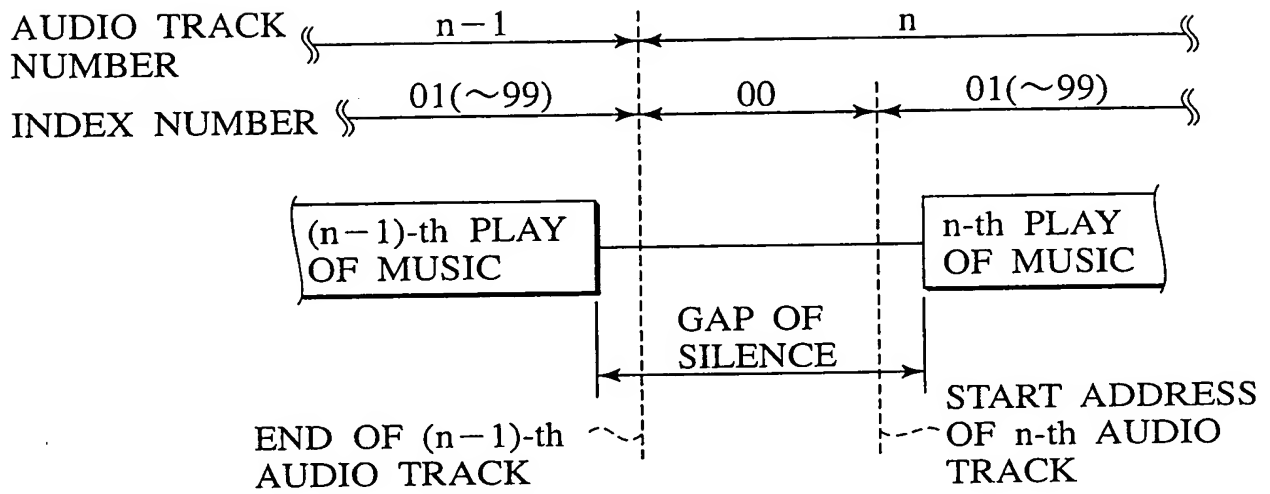 AUDIO TRACK
NUMBER
n−1
n
INDEX NUMBER
01(∼99)
00
01(∼99)
(n−1)-th PLAY
OF MUSIC
n-th PLAY
OF MUSIC
GAP OF
SILENCE
END OF (n−1)-th
AUDIO TRACK
START ADDRESS
OF n-th AUDIO
TRACK